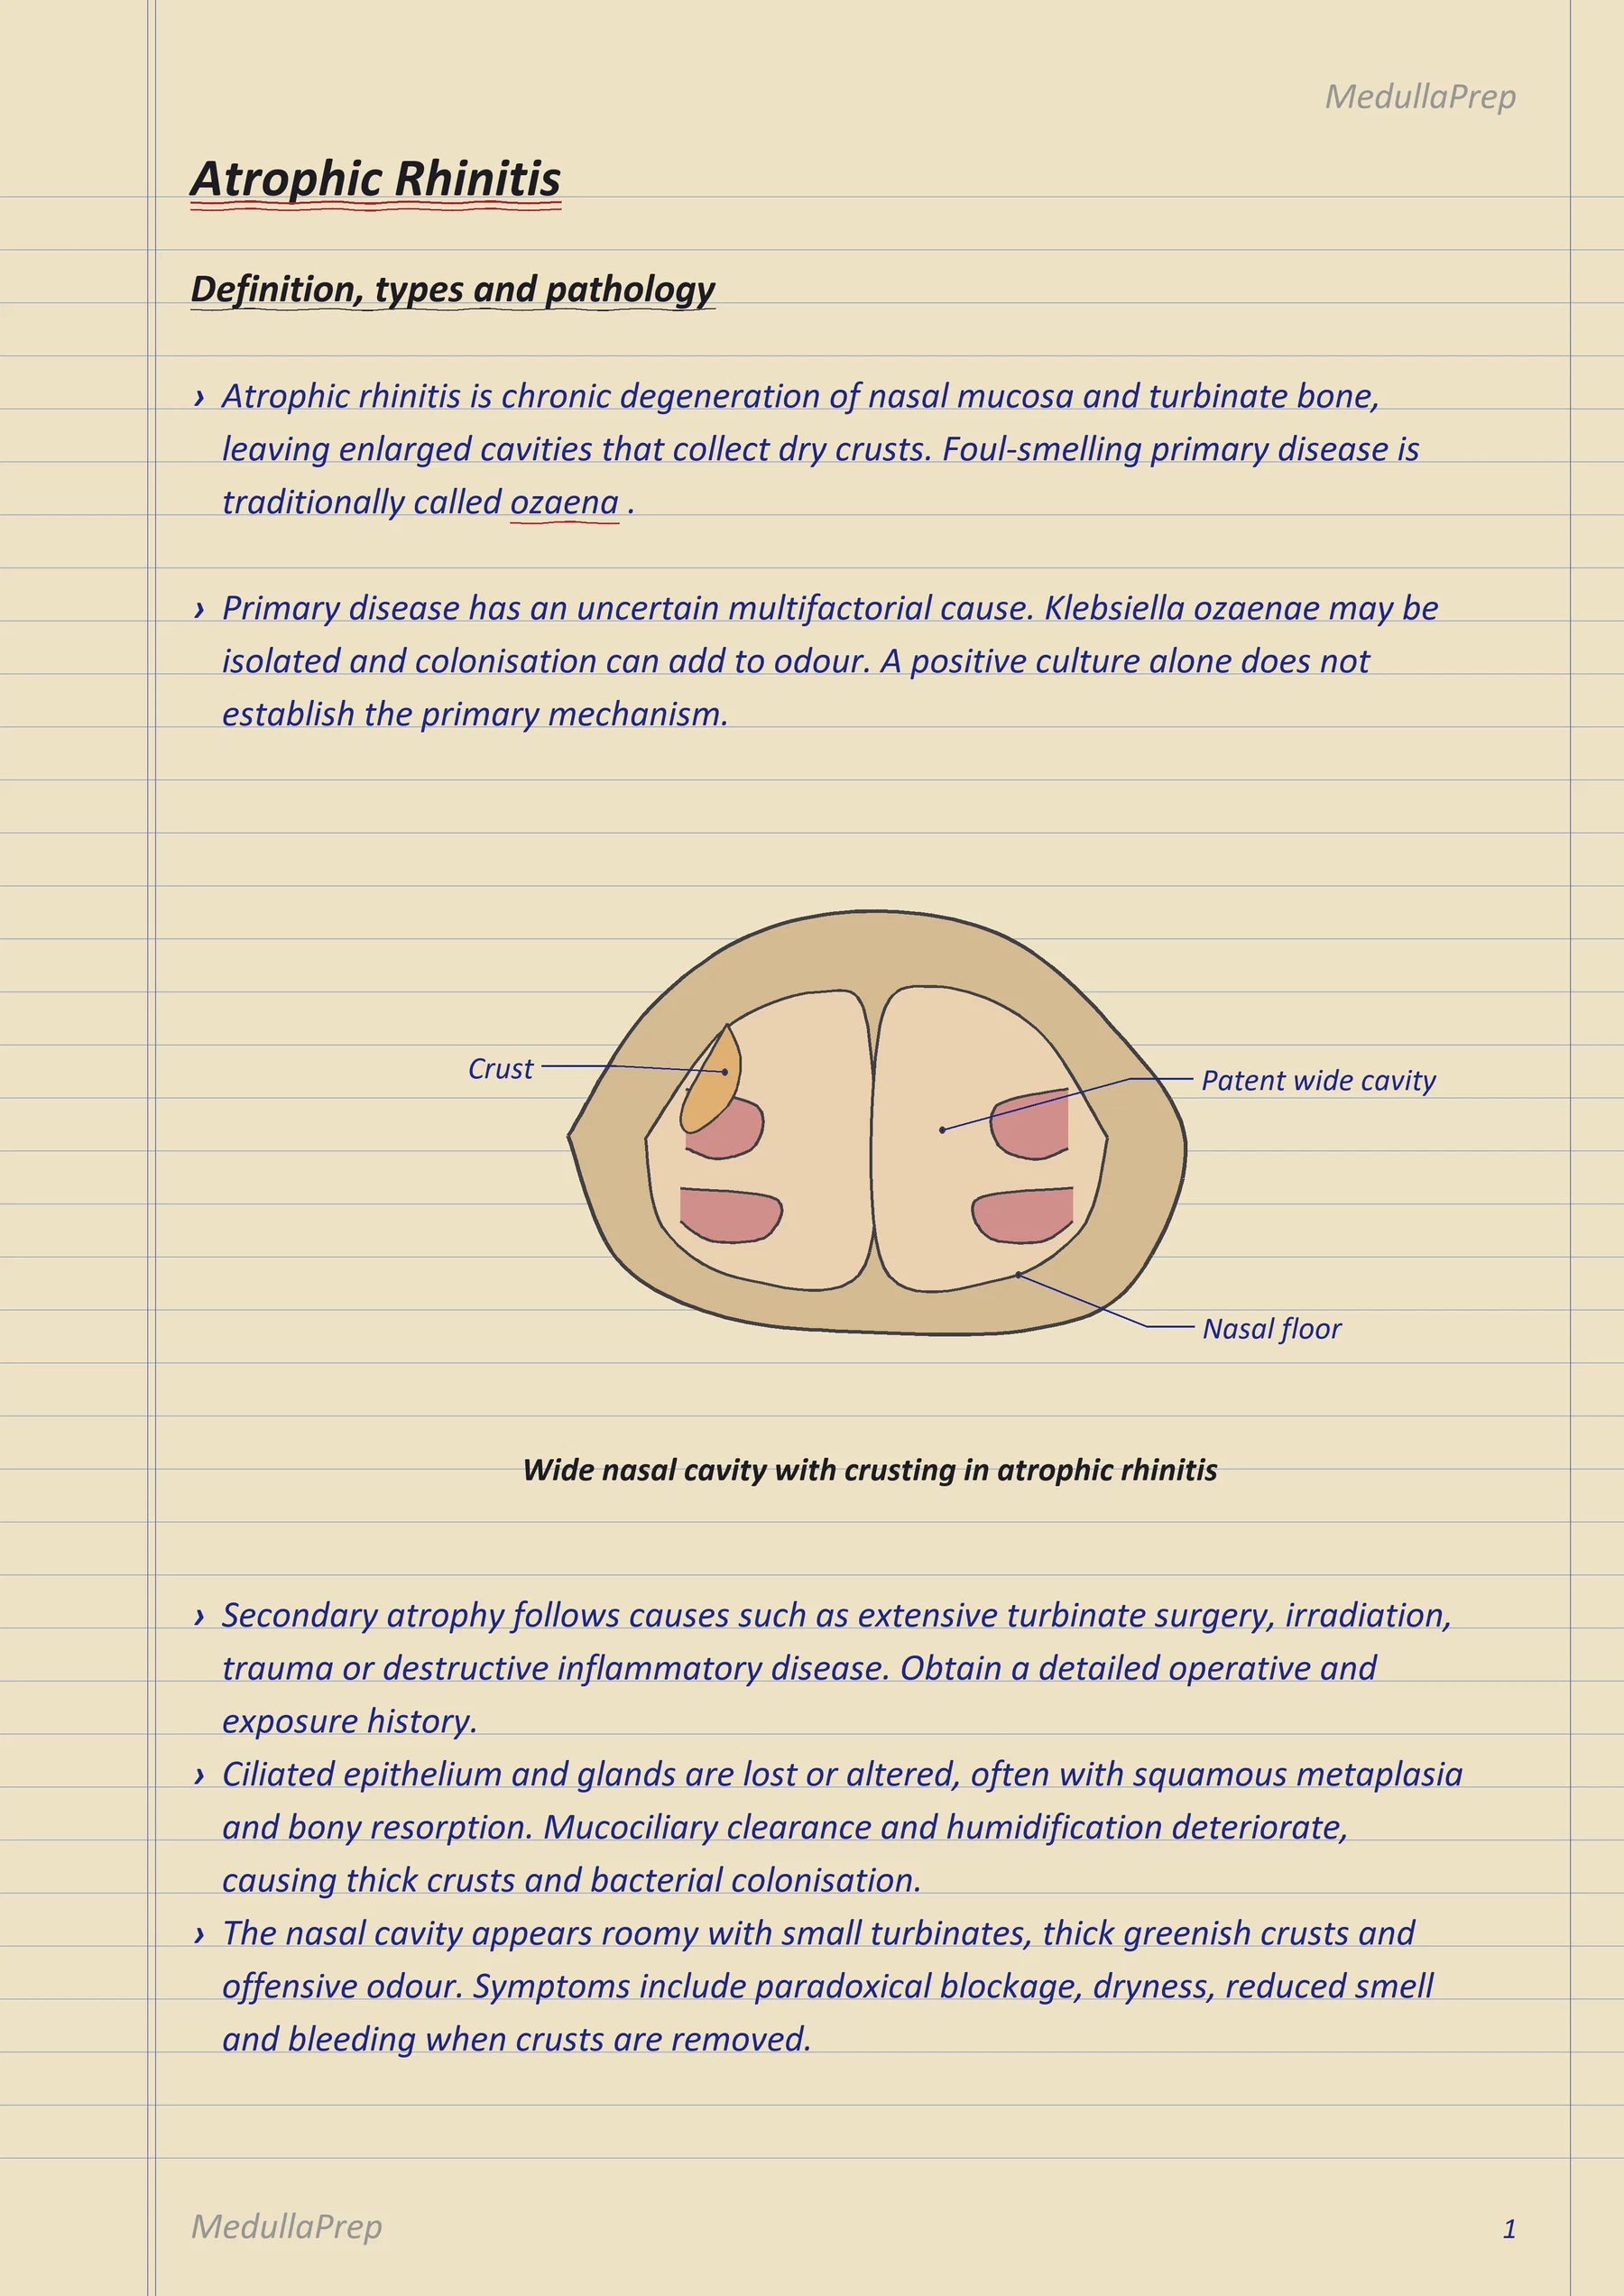 MedullaPrep
Atrophic Rhinitis
Definition, types and pathology
› Atrophic rhinitis is chronic degeneration of nasal mucosa and turbinate bone,
leaving enlarged cavities that collect dry crusts. Foul-smelling primary disease is
traditionally called ozaena .
› Primary disease has an uncertain multifactorial cause. Klebsiella ozaenae may be
isolated and colonisation can add to odour. A positive culture alone does not
establish the primary mechanism.
Crust
Patent wide cavity
Nasal floor
Wide nasal cavity with crusting in atrophic rhinitis
› Secondary atrophy follows causes such as extensive turbinate surgery, irradiation,
trauma or destructive inflammatory disease. Obtain a detailed operative and
exposure history.
› Ciliated epithelium and glands are lost or altered, often with squamous metaplasia
and bony resorption. Mucociliary clearance and humidification deteriorate,
causing thick crusts and bacterial colonisation.
› The nasal cavity appears roomy with small turbinates, thick greenish crusts and
offensive odour. Symptoms include paradoxical blockage, dryness, reduced smell
and bleeding when crusts are removed.
MedullaPrep
1